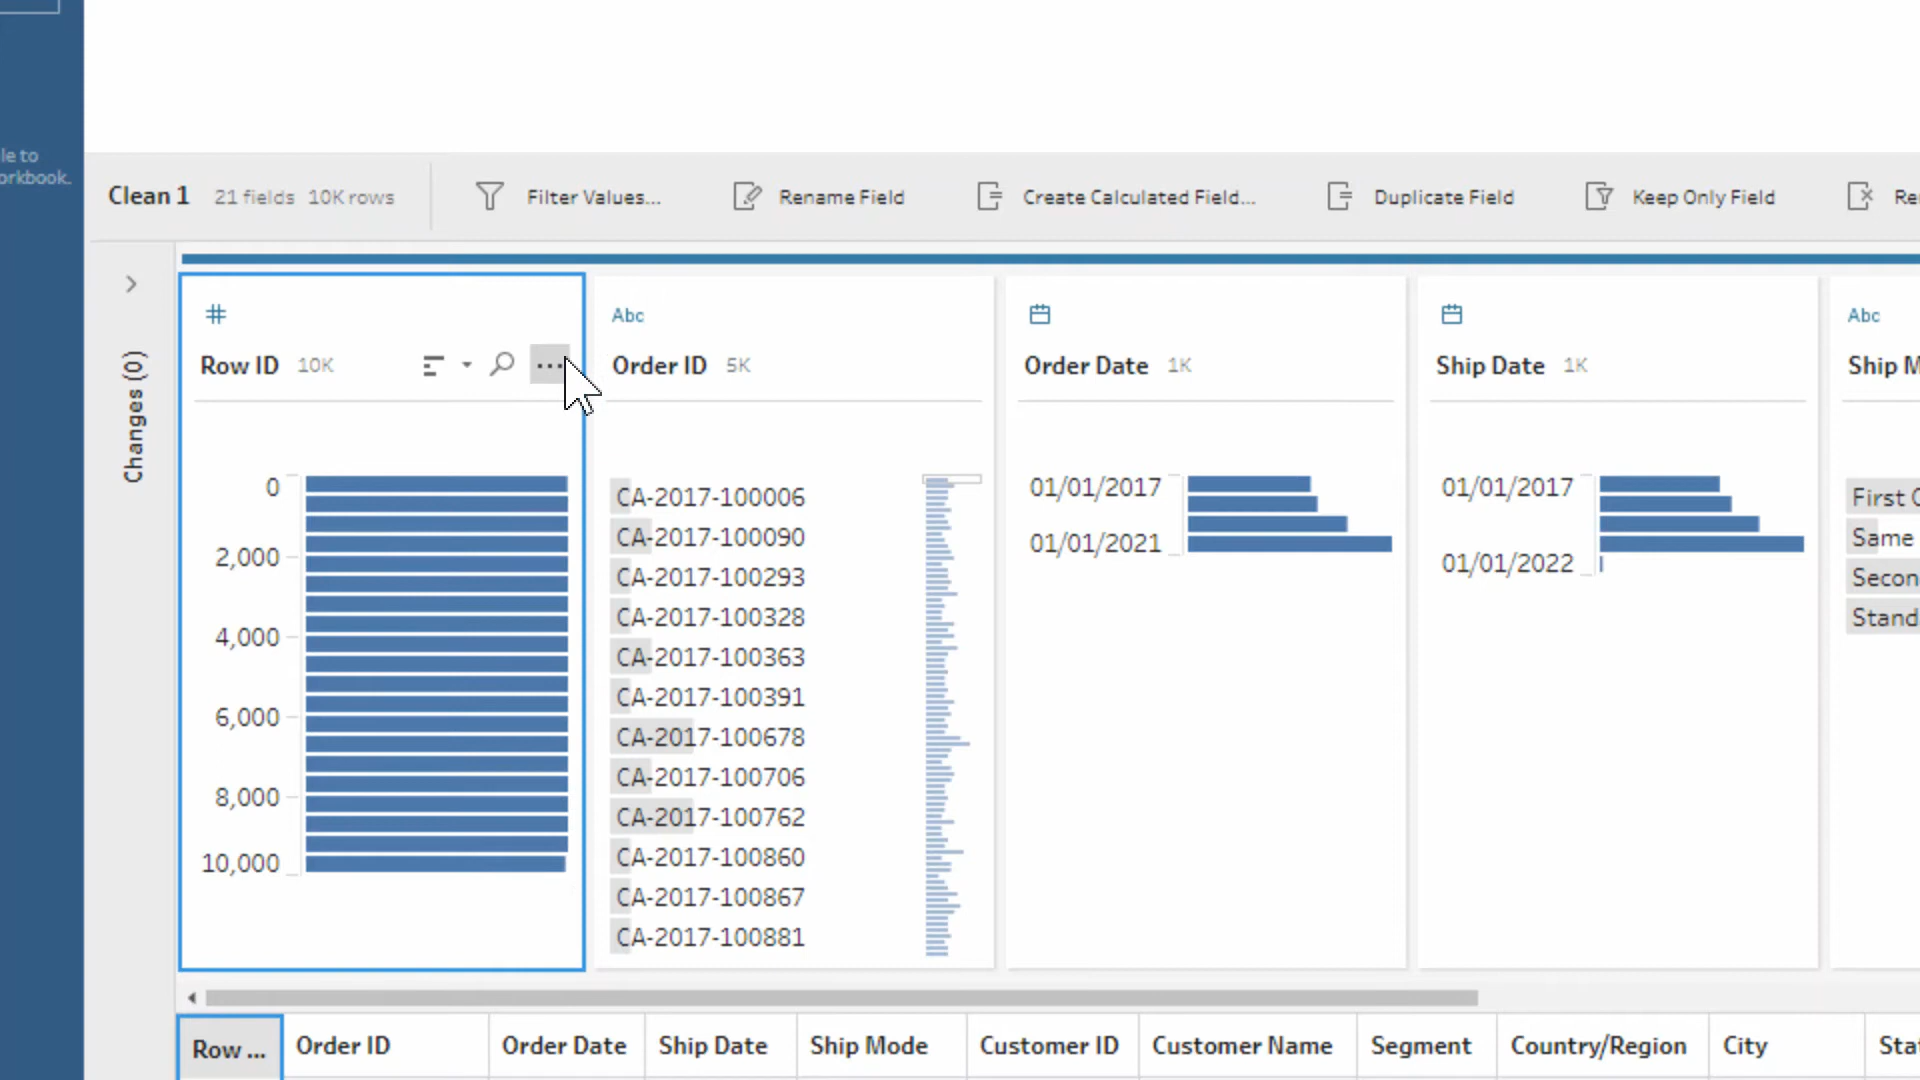 le to
orkbook.
Clean 1 21 fields 10K rows Filter Values... Rename Field Create Calculated Field... Duplicate Field Keep Only Field Re
Changes (0)
#
Row ID 10K
0
2,000
4,000
6,000
8,000
10,000
Abc
Order ID 5K
CA-2017-100006
CA-2017-100090
CA-2017-100293
CA-2017-100328
CA-2017-100363
CA-2017-100391
CA-2017-100678
CA-2017-100706
CA-2017-100762
CA-2017-100860
CA-2017-100867
CA-2017-100881
Order Date 1K
01/01/2017
01/01/2021
Ship Date 1K
01/01/2017
01/01/2022
Abc
Ship M
First C
Same
Secon
Stand
Row ... Order ID Order Date Ship Date Ship Mode Customer ID Customer Name Segment Country/Region City Stat